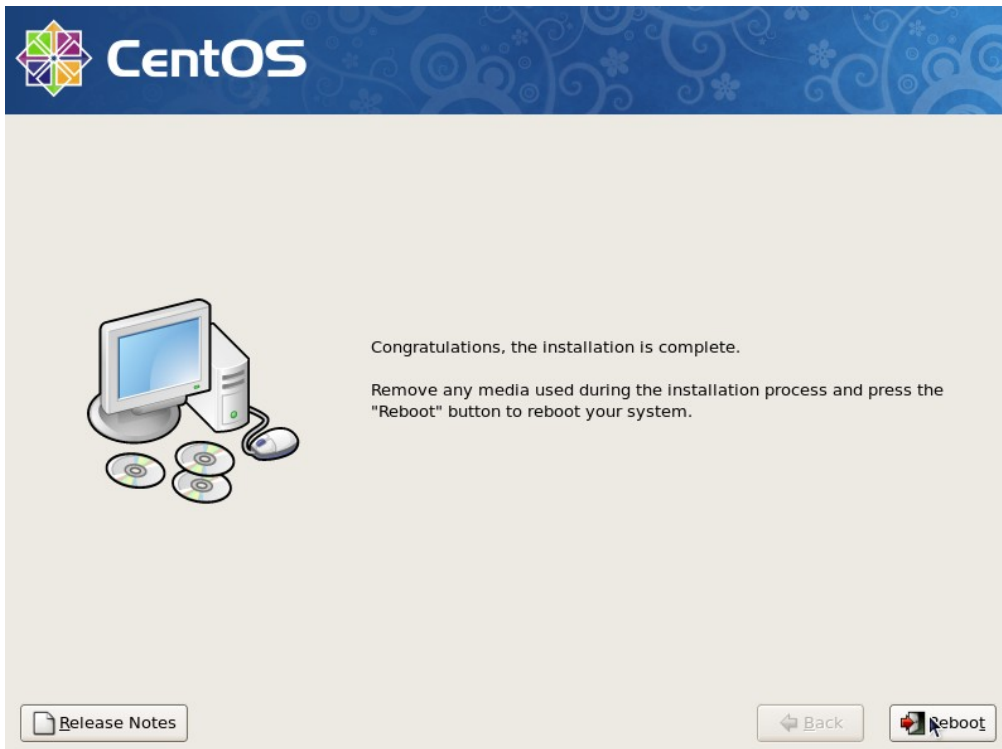 CentOS
Congratulations, the installation is complete.
Remove any media used during the installation process and press the
"Reboot" button to reboot your system.
Release Notes
Back
Reboot